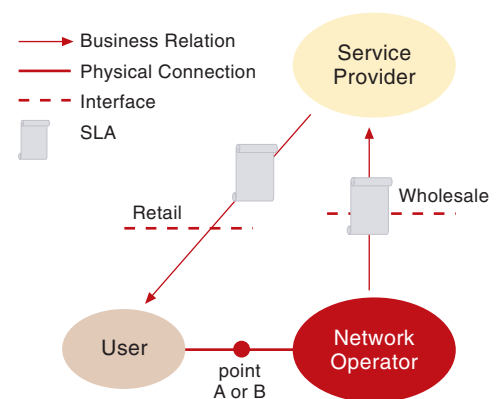 Business Relation
Physical Connection
Interface
SLA
Service
Provider
Retail
Wholesale
User
point
A or B
Network
Operator